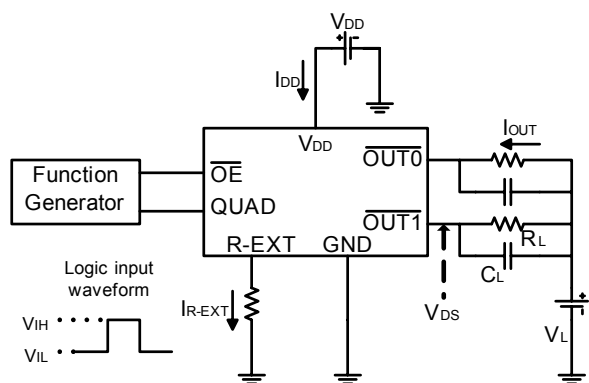 VDD
IDD
IOUT
VDD
OUT0
Function
Generator
OE
QUAD
OUT1
R-EXT
GND
RL
Logic input
waveform
CL
IR-EXT
VDS
VIH
VL
VIL